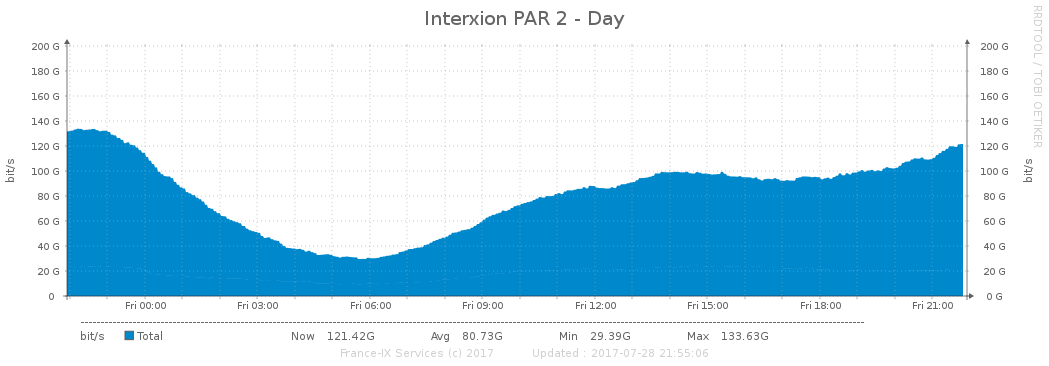 Interxion PAR 2 - Day
RRDTOOL / TOBI OETIKER
bit/s
bit/s
200 G 200 G
180 G 180 G
160 G 160 G
140 G 140 G
120 G 120 G
100 G 100 G
80 G 80 G
60 G 60 G
40 G 40 G
20 G 20 G
0 0 G
Fri 00:00 Fri 03:00 Fri 06:00 Fri 09:00 Fri 12:00 Fri 15:00 Fri 18:00 Fri 21:00
bit/s Total Now 121.42G Avg 80.73G Min 29.39G Max 133.63G
France-IX Services (c) 2017 Updated : 2017-07-28 21:55:06